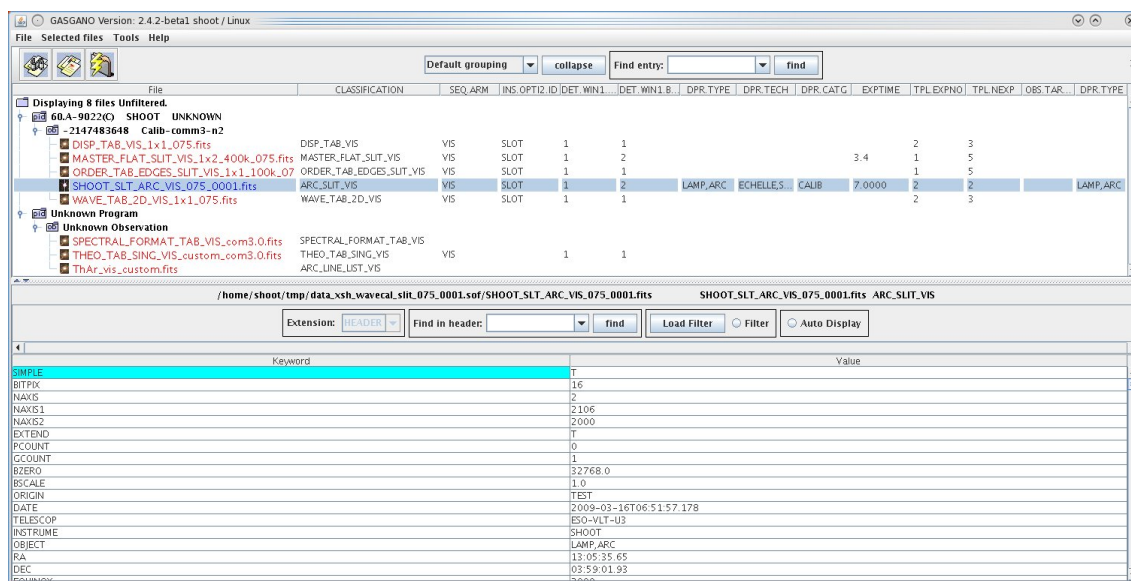 GASGANO Version: 2.4.2-beta1 shoot / Linux
File Selected files Tools Help
Default grouping collapse Find entry: find
File CLASSIFICATION SEQ.ARM INS.OPTI2.ID DET.WIN1.... DET.WIN1.B... DPR.TYPE DPR.TECH DPR.CATG EXPTIME TPL.EXPNO TPL.NEXP OBS.TAR... DPR.TYPE
Displaying 8 files Unfiltered.
60.A-9022(C) SHOOT UNKNOWN
-2147483648 Calib-comm3-n2
DISP_TAB_VIS_1x1_075.fits DISP_TAB_VIS VIS SLOT 1 1 2 3
MASTER_FLAT_SLIT_VIS_1x2_400k_075.fits MASTER_FLAT_SLIT_VIS VIS SLOT 1 2 3.4 1 5
ORDER_TAB_EDGES_SLIT_VIS_1x1_100k_07 ORDER_TAB_EDGES_SLIT_VIS VIS SLOT 1 1 1 5
SHOOT_SLT_ARC_VIS_075_0001.fits ARC_SLIT_VIS VIS SLOT 1 2 LAMP,ARC ECHELLE,S... CALIB 7.0000 2 2 LAMP,ARC
WAVE_TAB_2D_VIS_1x1_075.fits WAVE_TAB_2D_VIS VIS SLOT 1 1 2 3
Unknown Program
Unknown Observation
SPECTRAL_FORMAT_TAB_VIS_com3.0.fits SPECTRAL_FORMAT_TAB_VIS
THEO_TAB_SING_VIS_custom_com3.0.fits THEO_TAB_SING_VIS VIS 1 1
ThAr_vis_custom.fits ARC_LINE_LIST_VIS
/home/shoot/tmp/data_xsh_wavecal_slit_075_0001.sof/SHOOT_SLT_ARC_VIS_075_0001.fits SHOOT_SLT_ARC_VIS_075_0001.fits ARC_SLIT_VIS
Extension: HEADER Find in header: find Load Filter Filter Auto Display
Keyword Value
SIMPLE T
BITPIX 16
NAXIS 2
NAXIS1 2106
NAXIS2 2000
EXTEND T
PCOUNT 0
GCOUNT 1
BZERO 32768.0
BSCALE 1.0
ORIGIN TEST
DATE 2009-03-16T06:51:57.178
TELESCOP ESO-VLT-U3
INSTRUME SHOOT
OBJECT LAMP,ARC
RA 13:05:35.65
DEC 03:59:01.93